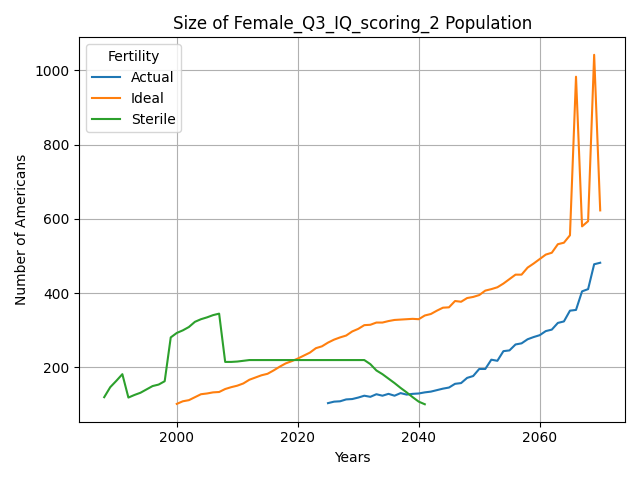 Size of Female_Q3_IQ_scoring_2 Population
Fertility
Actual
Ideal
Sterile
Number of Americans
1000
800
600
400
200
2000
2020
2040
2060
Years